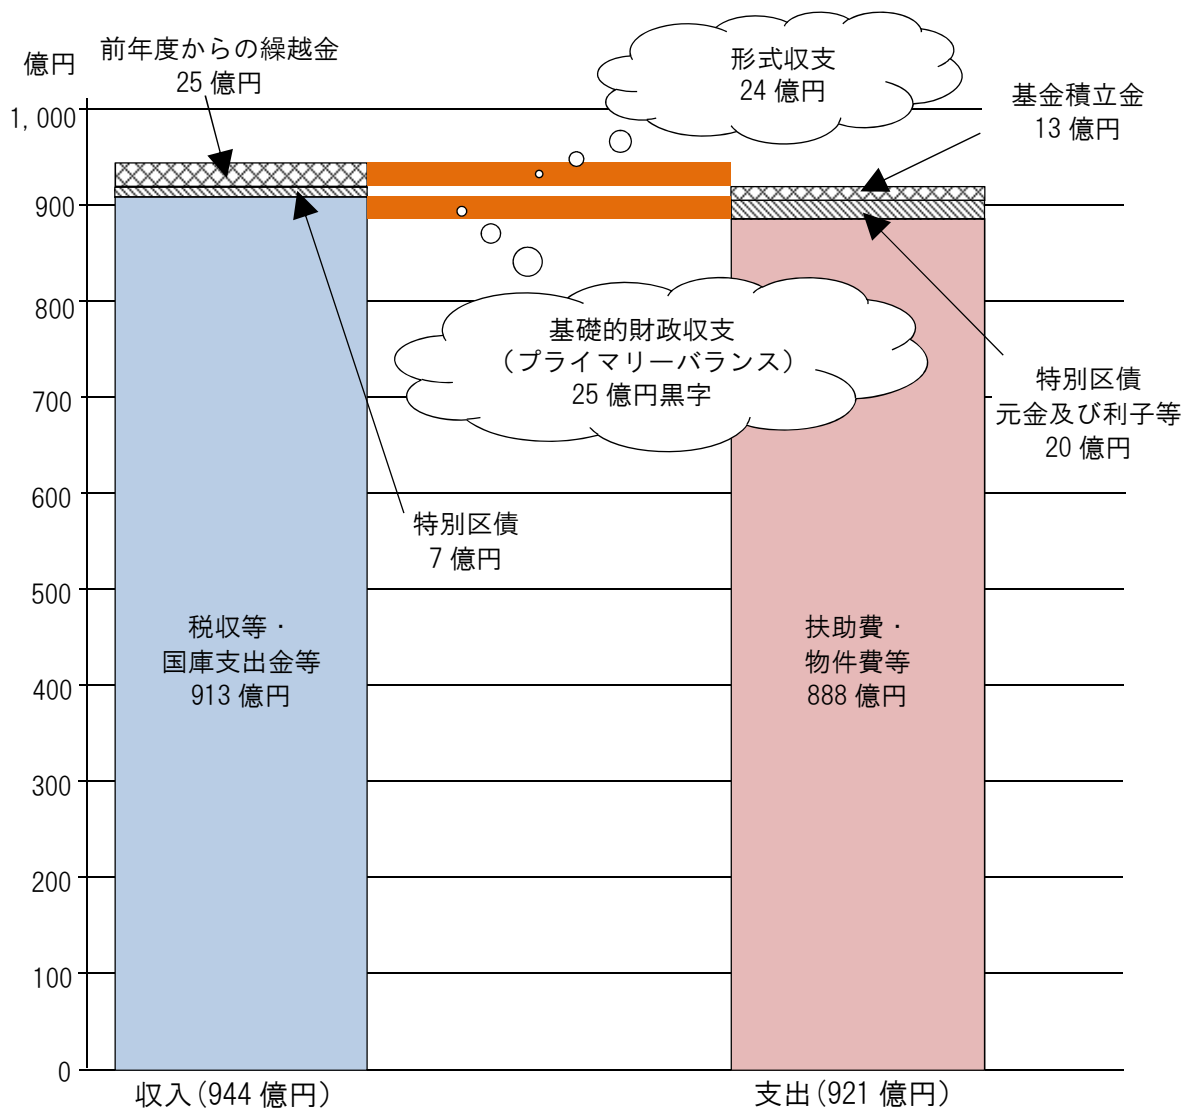 億円
前年度からの繰越金
25 億円
形式収支
24 億円
基金積立金
13 億円
1,000
900
800
700
600
500
400
300
200
100
0
基礎的財政収支
（プライマリーバランス）
25 億円黒字
特別区債
元金及び利子等
20 億円
特別区債
7 億円
税収等・
国庫支出金等
913 億円
扶助費・
物件費等
888 億円
収入（944 億円）
支出（921 億円）